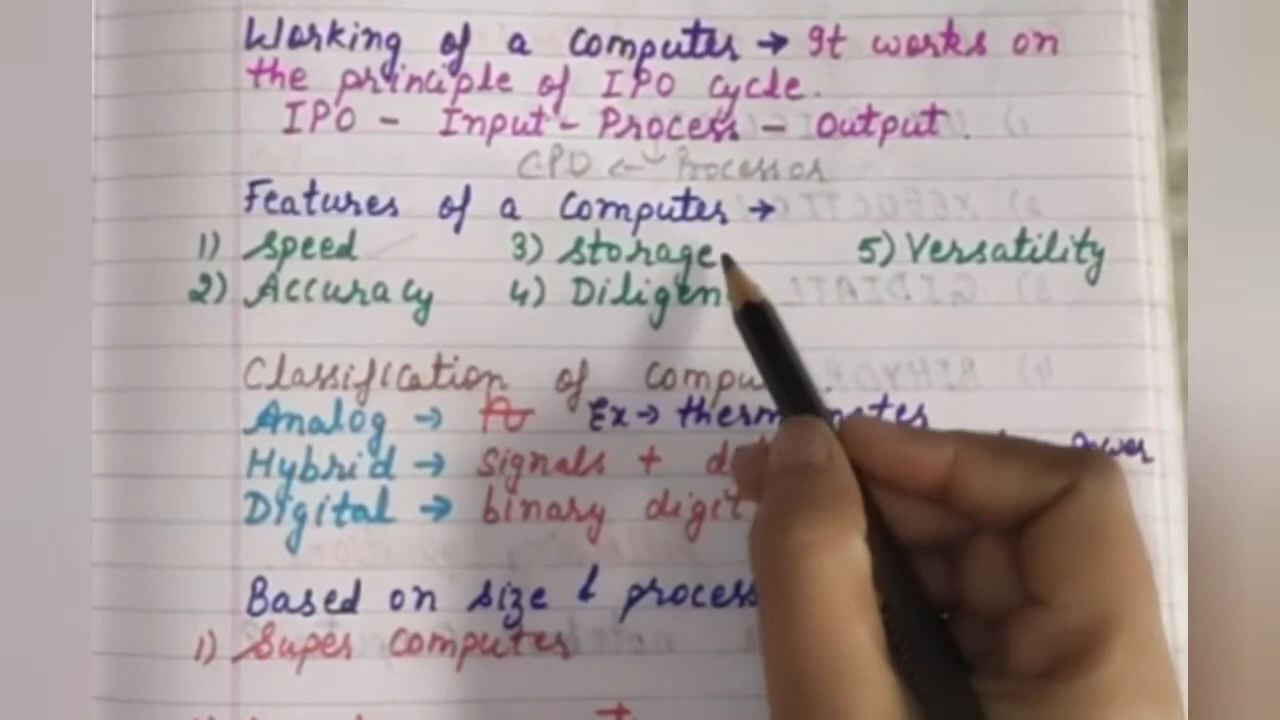 Working of a computer → It works on
the principle of IPO cycle.
IPO - Input - Process - Output.
CPU ← Processor
Features of a computer →
1) Speed 3) Storage 5) Versatility
2) Accuracy 4) Diligen
Classification of compu
Analog → Ex → therm
Hybrid → Signals + d
Digital → binary digit
Power
Based on size & process
1) Super computer